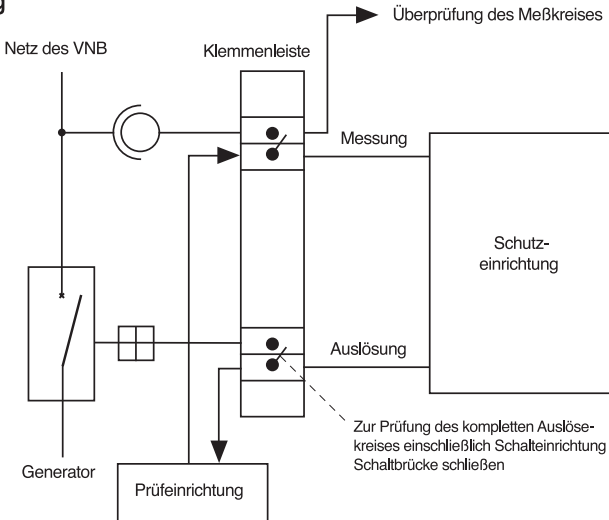 g
Überprüfung des Meßkreises
Netz des VNB
Klemmenleiste
Messung
Schutz-
einrichtung
Auslösung
Zur Prüfung des kompletten Auslöse-
kreises einschließlich Schalteinrichtung
Schaltbrücke schließen
Generator
Prüfeinrichtung